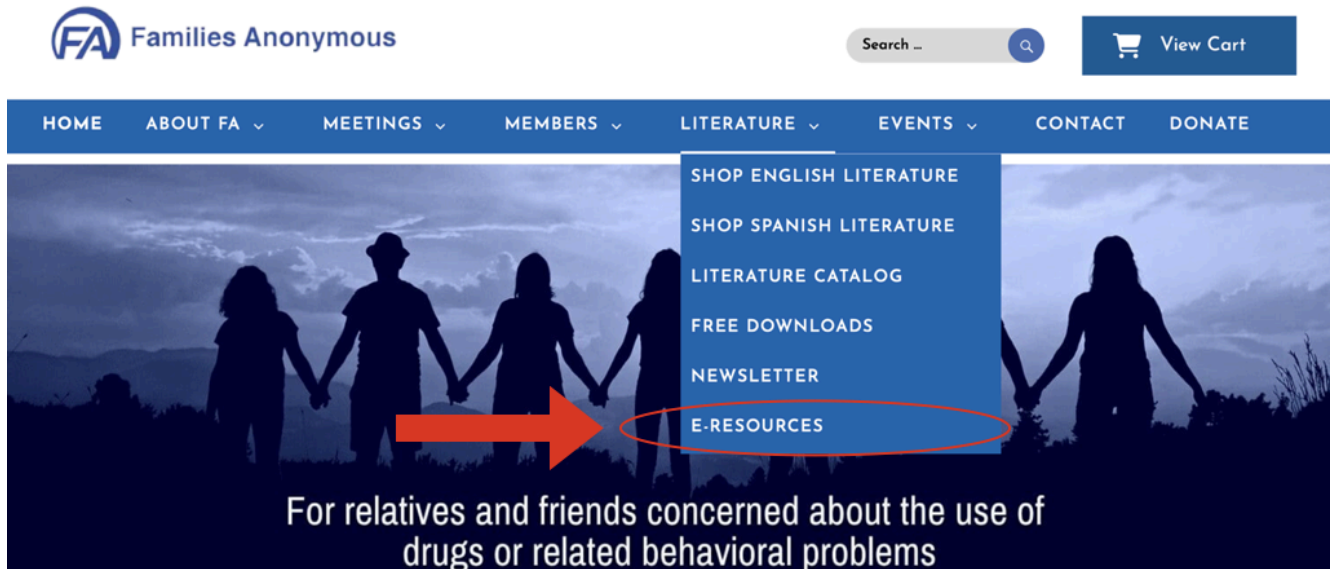 FA Families Anonymous
Search ...
View Cart
HOME ABOUT FA MEETINGS MEMBERS LITERATURE EVENTS CONTACT DONATE
SHOP ENGLISH LITERATURE
SHOP SPANISH LITERATURE
LITERATURE CATALOG
FREE DOWNLOADS
NEWSLETTER
E-RESOURCES
For relatives and friends concerned about the use of
drugs or related behavioral problems